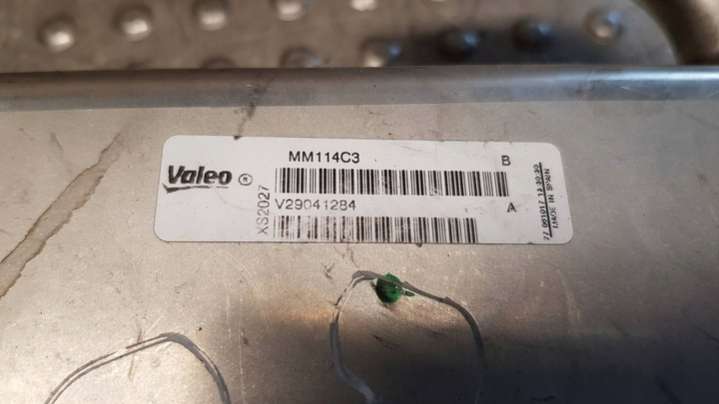 Valeo ®
MM114C3
B
V29041284
A
XS2027
MADE IN SPAIN